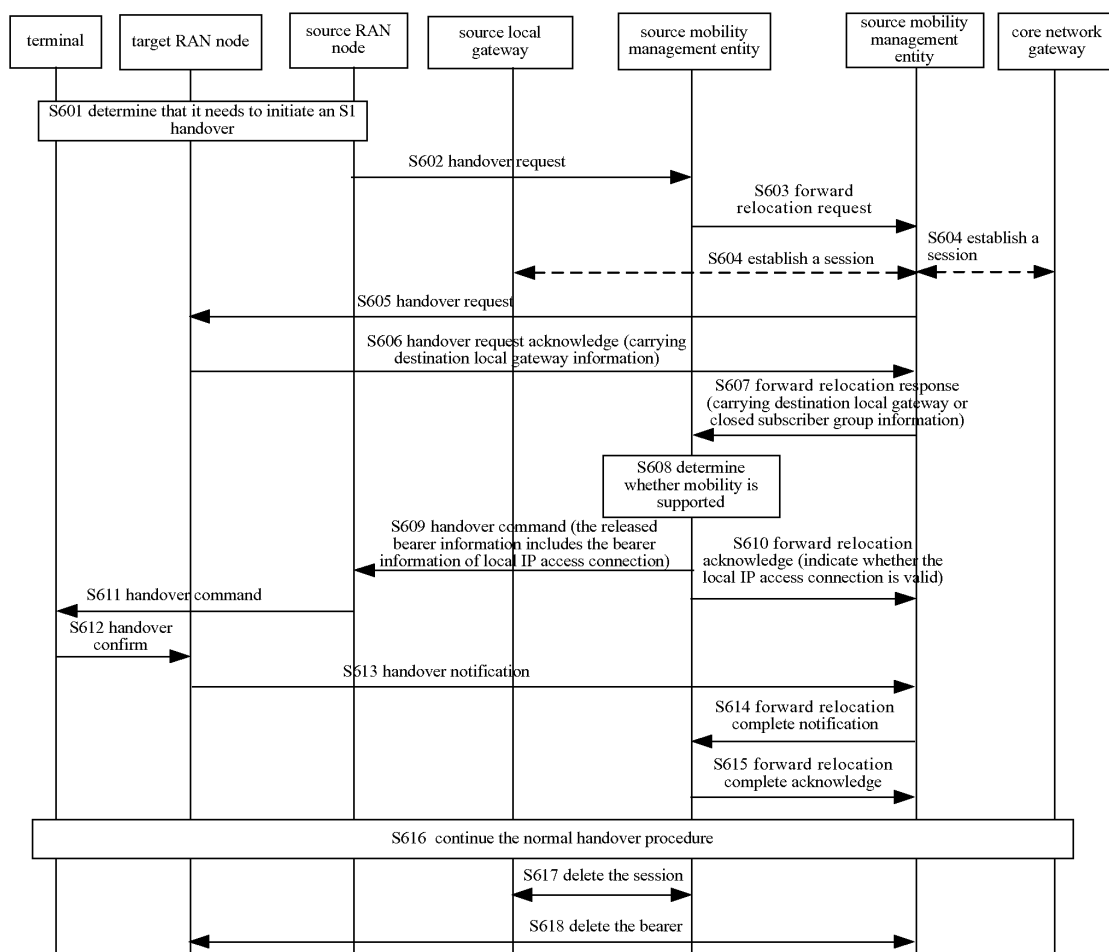 terminal
target RAN node
source RAN
node
source local
gateway
source mobility
management entity
source mobility
management
entity
core network
gateway
S601 determine that it needs to initiate an S1
handover
S602 handover request
S603 forward
relocation request
S604 establish a session
S604 establish a
session
S605 handover request
S606 handover request acknowledge (carrying
destination local gateway information)
S607 forward relocation response
(carrying destination local gateway or
closed subscriber group information)
S608 determine
whether mobility is
supported
S609 handover command (the released
bearer information includes the bearer
information of local IP access connection)
S610 forward relocation
acknowledge (indicate whether the
local IP access connection is valid)
S611 handover command
S612 handover
confirm
S613 handover notification
S614 forward relocation
complete notification
S615 forward relocation
complete acknowledge
S616 continue the normal handover procedure
S617 delete the session
S618 delete the bearer